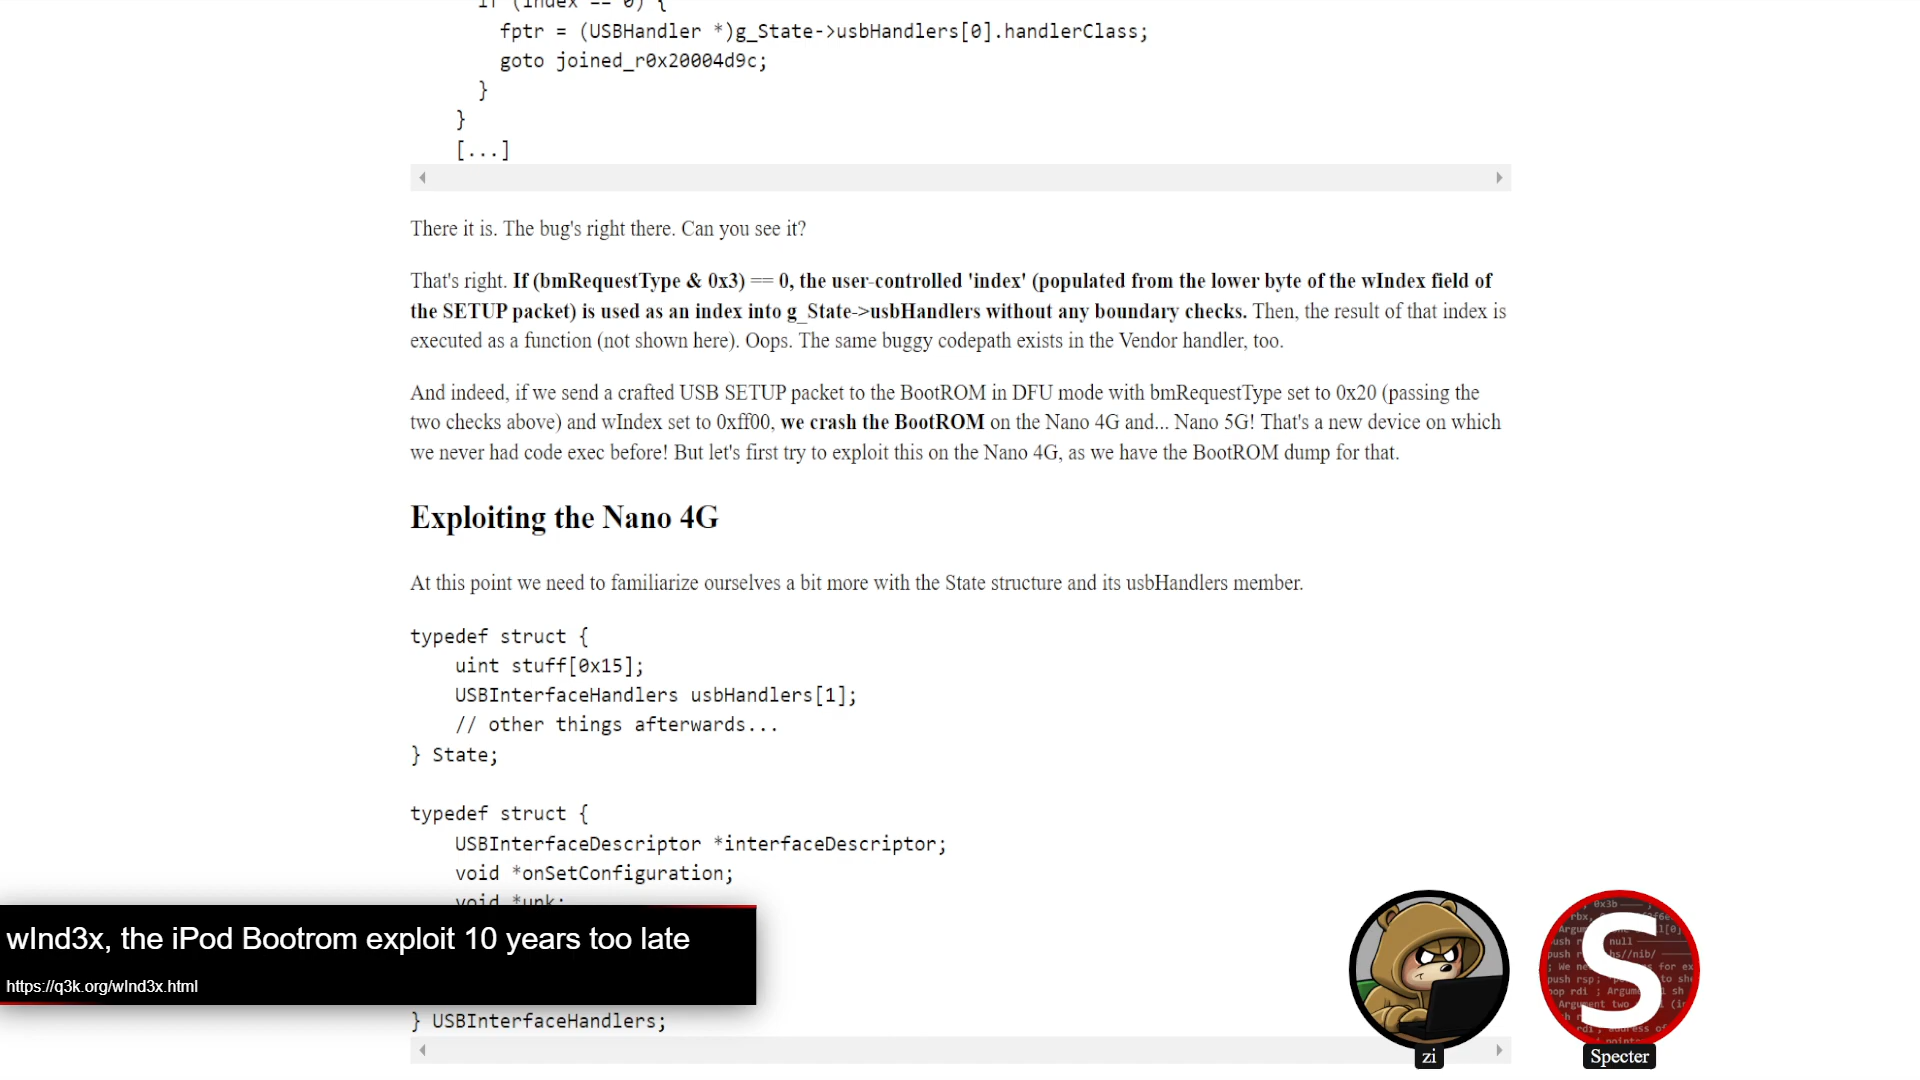 if (index == 0) {
fptr = (USBHandler *)g_State->usbHandlers[0].handlerClass;
goto joined_r0x20004d9c;
}
}
[...]
There it is. The bug's right there. Can you see it?
That's right. If (bmRequestType & 0x3) == 0, the user-controlled 'index' (populated from the lower byte of the wIndex field of
the SETUP packet) is used as an index into g_State->usbHandlers without any boundary checks. Then, the result of that index is
executed as a function (not shown here). Oops. The same buggy codepath exists in the Vendor handler, too.
And indeed, if we send a crafted USB SETUP packet to the BootROM in DFU mode with bmRequestType set to 0x20 (passing the
two checks above) and wIndex set to 0xff00, we crash the BootROM on the Nano 4G and... Nano 5G! That's a new device on which
we never had code exec before! But let's first try to exploit this on the Nano 4G, as we have the BootROM dump for that.
Exploiting the Nano 4G
At this point we need to familiarize ourselves a bit more with the State structure and its usbHandlers member.
typedef struct {
uint stuff[0x15];
USBInterfaceHandlers usbHandlers[1];
// other things afterwards...
} State;
typedef struct {
USBInterfaceDescriptor *interfaceDescriptor;
void *onSetConfiguration;
void *unk;
wInd3x, the iPod Bootrom exploit 10 years too late
https://q3k.org/wInd3x.html
} USBInterfaceHandlers;
zi
S
Specter